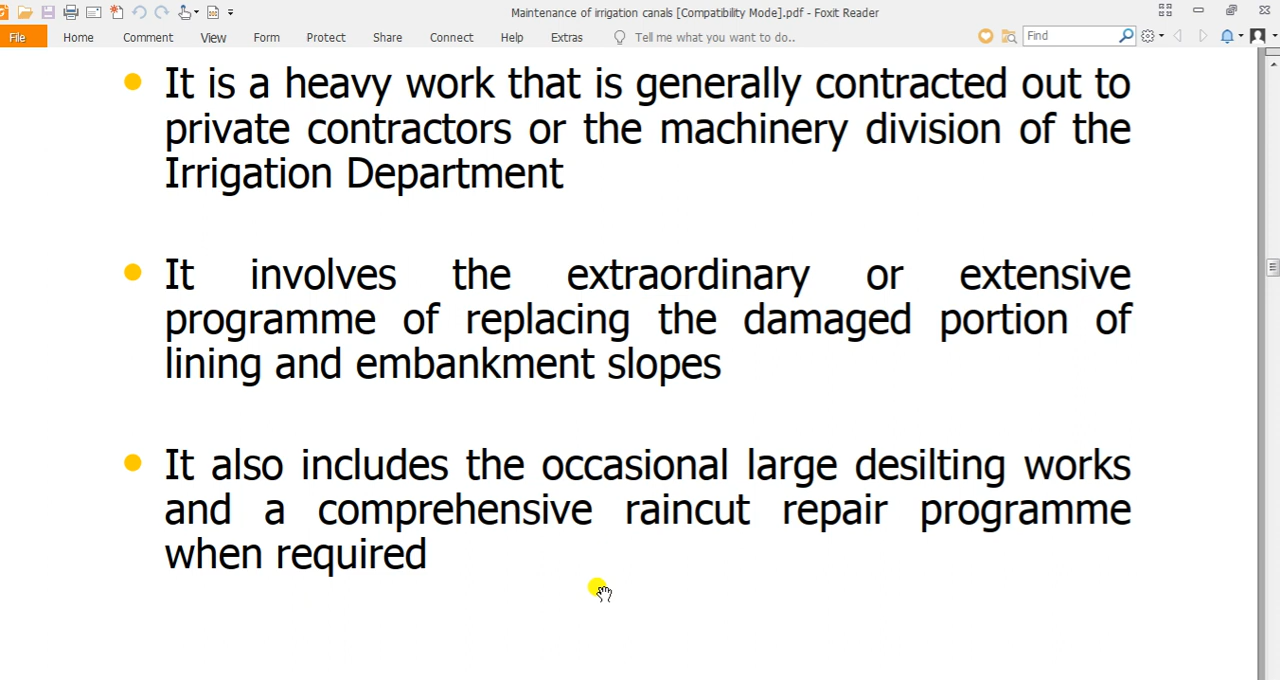 Maintenance of irrigation canals [Compatibility Mode].pdf - Foxit Reader
File Home Comment View Form Protect Share Connect Help Extras Tell me what you want to do.. Find
It is a heavy work that is generally contracted out to
private contractors or the machinery division of the
Irrigation Department
It involves the extraordinary or extensive
programme of replacing the damaged portion of
lining and embankment slopes
It also includes the occasional large desilting works
and a comprehensive raincut repair programme
when required